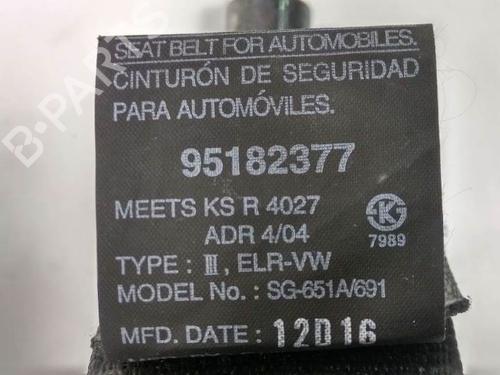 SEAT BELT FOR AUTOMOBILES.
CINTURÓN DE SEGURIDAD
PARA AUTOMÓVILES.
95182377
MEETS KS R 4027
ADR 4/04
7989
TYPE : III, ELR-VW
MODEL No. : SG-651A/691
MFD. DATE : 12D16
B-PARTS